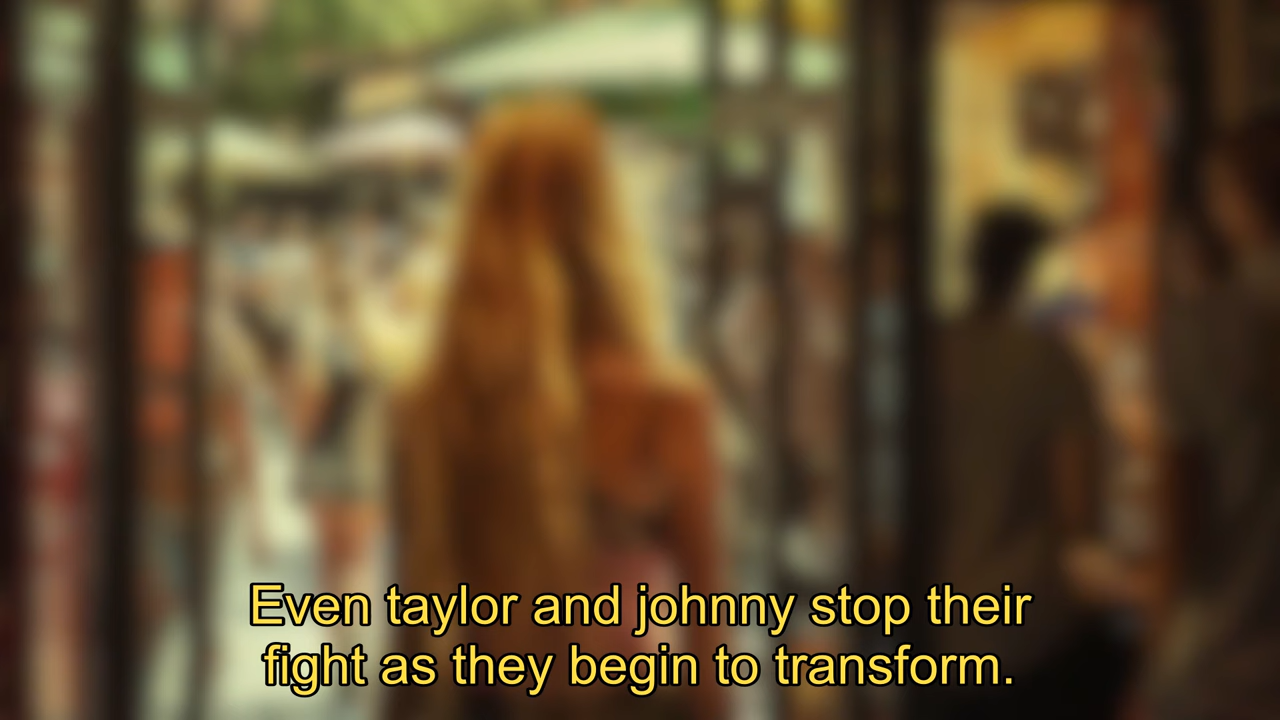 Even taylor and johnny stop their
fight as they begin to transform.